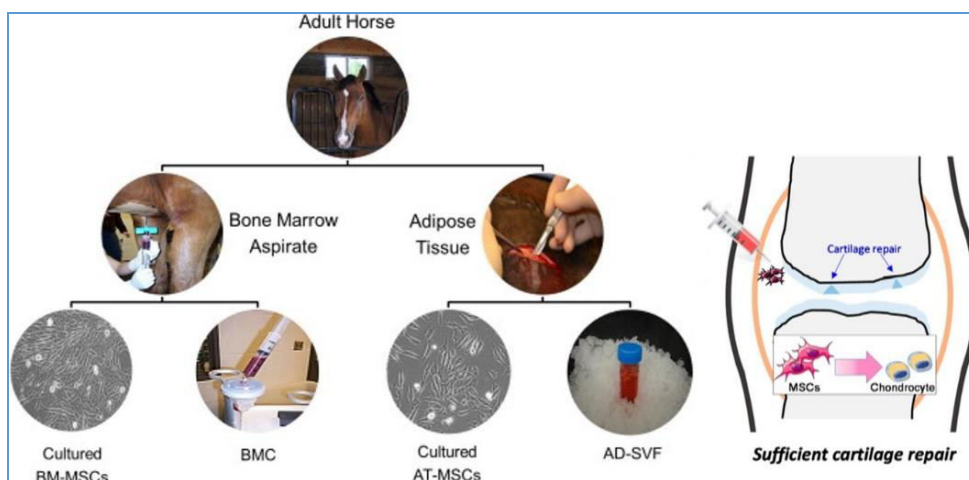 Adult Horse
Bone Marrow
Aspirate
Adipose
Tissue
Cartilage repair
MSCs
Chondrocyte
Cultured
BM-MSCs
BMC
Cultured
AT-MSCs
AD-SVF
Sufficient cartilage repair